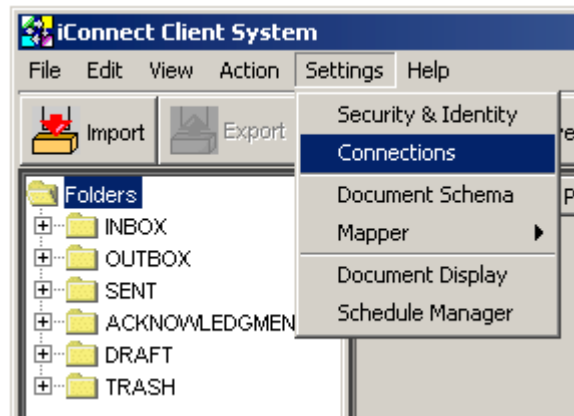 iConnect Client System
File Edit View Action Settings Help
Import Export
Security & Identity
Connections
Document Schema
Mapper
Document Display
Schedule Manager
Folders
INBOX
OUTBOX
SENT
ACKNOWLEDGMEN
DRAFT
TRASH